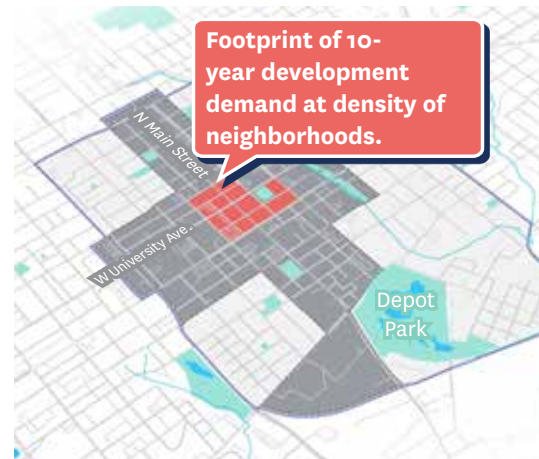 Footprint of 10-
year development
demand at density of
neighborhoods.
N Main Street
W University Ave.
Depot
Park